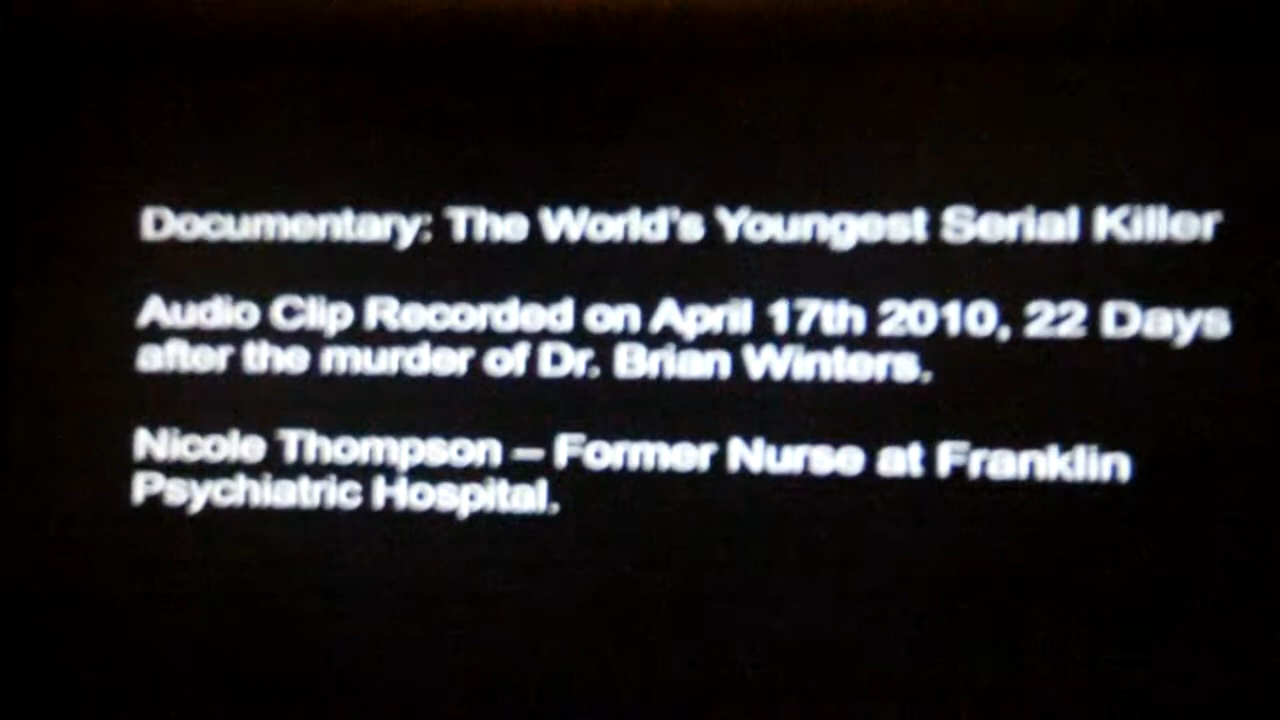 Documentary: The World's Youngest Serial Killer
Audio Clip Recorded on April 17th 2010, 22 Days
after the murder of Dr. Brian Winters.
Nicole Thompson – Former Nurse at Franklin
Psychiatric Hospital.